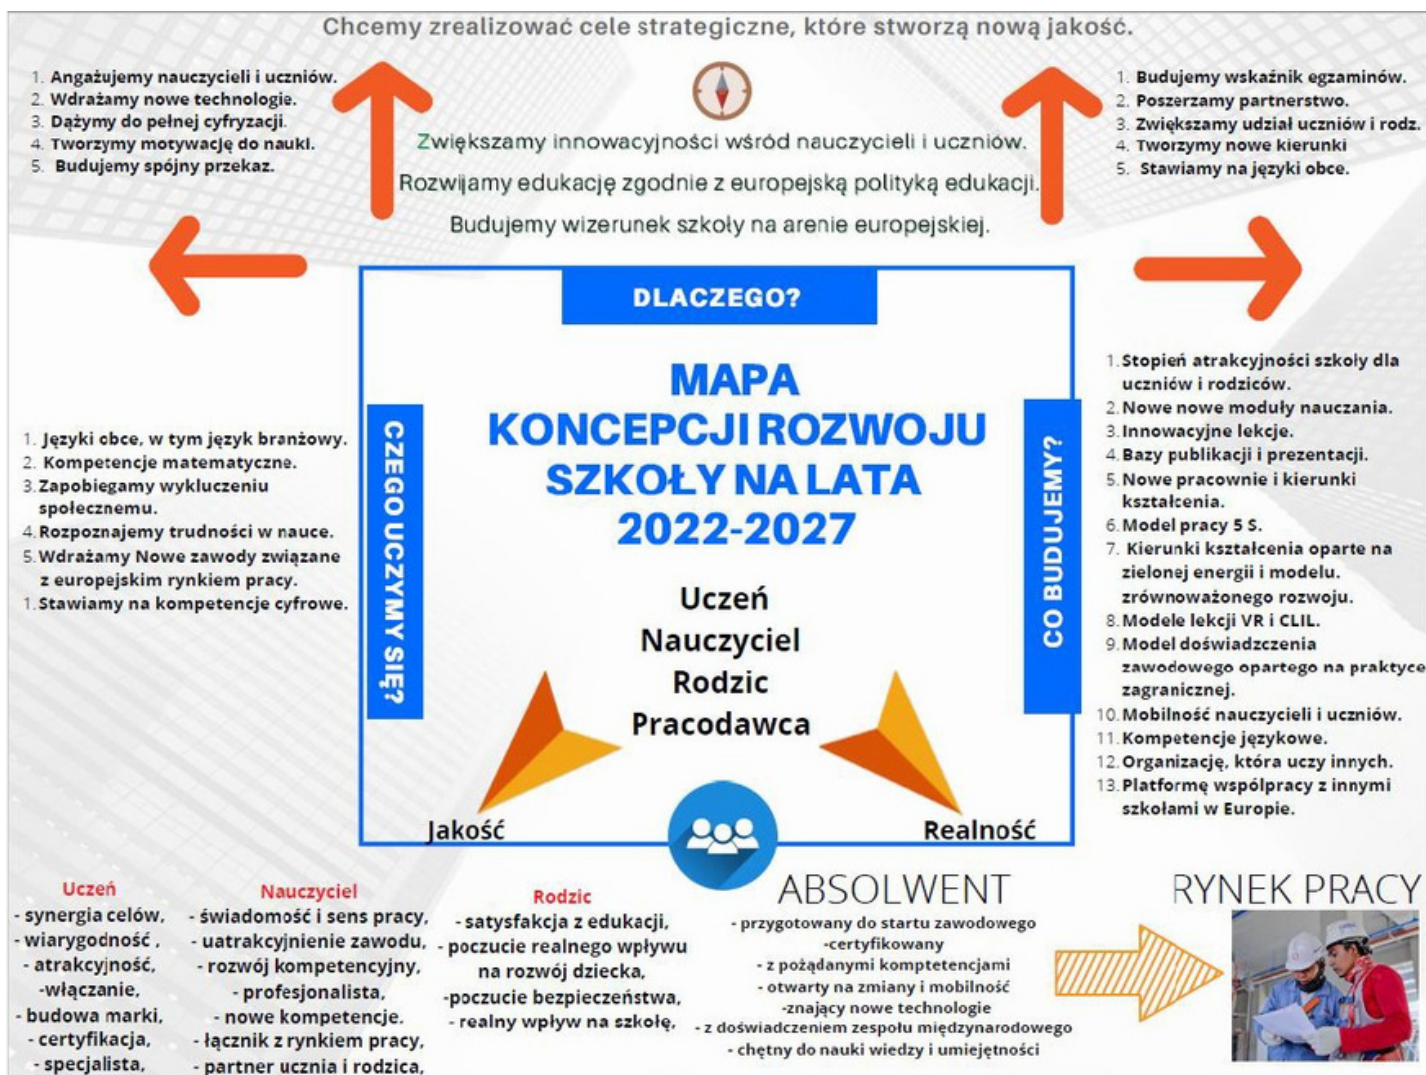 Chcemy zrealizować cele strategiczne, które stworzą nową jakość.
1. Angażujemy nauczycieli i uczniów.
2. Wdrażamy nowe technologie.
3. Dążymy do pełnej cyfryzacji.
4. Tworzymy motywację do nauki.
5. Budujemy spójny przekaz.
Zwiększamy innowacyjności wśród nauczycieli i uczniów.
Rozwijamy edukację zgodnie z europejską polityką edukacji.
Budujemy wizerunek szkoły na arenie europejskiej.
1. Budujemy wskaźnik egzaminów.
2. Poszerzamy partnerstwo.
3. Zwiększamy udział uczniów i rodz.
4. Tworzymy nowe kierunki
5. Stawiamy na języki obce.
DLACZEGO?
MAPA
KONCEPCJI ROZWOJU
SZKOŁY NA LATA
2022-2027
Uczeń
Nauczyciel
Rodzic
Pracodawca
Jakość
Realność
CZEGO UCZYMY SIĘ?
1. Języki obce, w tym język branżowy.
2. Kompetencje matematyczne.
3. Zapobiegamy wykluczeniu
społecznemu.
4. Rozpoznajemy trudności w nauce.
5. Wdrażamy Nowe zawody związane
z europejskim rynkiem pracy.
1. Stawiamy na kompetencje cyfrowe.
CO BUDUJEMY?
1. Stopień atrakcyjności szkoły dla
uczniów i rodziców.
2. Nowe nowe moduły nauczania.
3. Innowacyjne lekcje.
4. Bazy publikacji i prezentacji.
5. Nowe pracownie i kierunki
kształcenia.
6. Model pracy 5 S.
7. Kierunki kształcenia oparte na
zielonej energii i modelu.
zrównoważonego rozwoju.
8. Modele lekcji VR i CLIL.
9. Model doświadzczenia
zawodowego opartego na praktyce
zagranicznej.
10. Mobilność nauczycieli i uczniów.
11. Kompetencje językowe.
12. Organizację, która uczy innych.
13. Platformę współpracy z innymi
szkołami w Europie.
Uczeń
- synergia celów,
- wiarygodność ,
- atrakcyjność,
-włączanie,
- budowa marki,
- certyfikacja,
- specjalista,
Nauczyciel
- świadomość i sens pracy,
- uatrakcyjnienie zawodu,
- rozwój kompetencyjny,
- profesjonalista,
- nowe kompetencje.
- łącznik z rynkiem pracy,
- partner ucznia i rodzica,
Rodzic
- satysfakcja z edukacji,
- poczucie realnego wpływu
na rozwój dziecka,
-poczucie bezpieczeństwa,
- realny wpływ na szkołę,
ABSOLWENT
- przygotowany do startu zawodowego
-certyfikowany
- z pożądanymi komptetencjami
- otwarty na zmiany i mobilność
-znający nowe technologie
- z doświadczeniem zespołu międzynarodowego
- chętny do nauki wiedzy i umiejętności
RYNEK PRACY